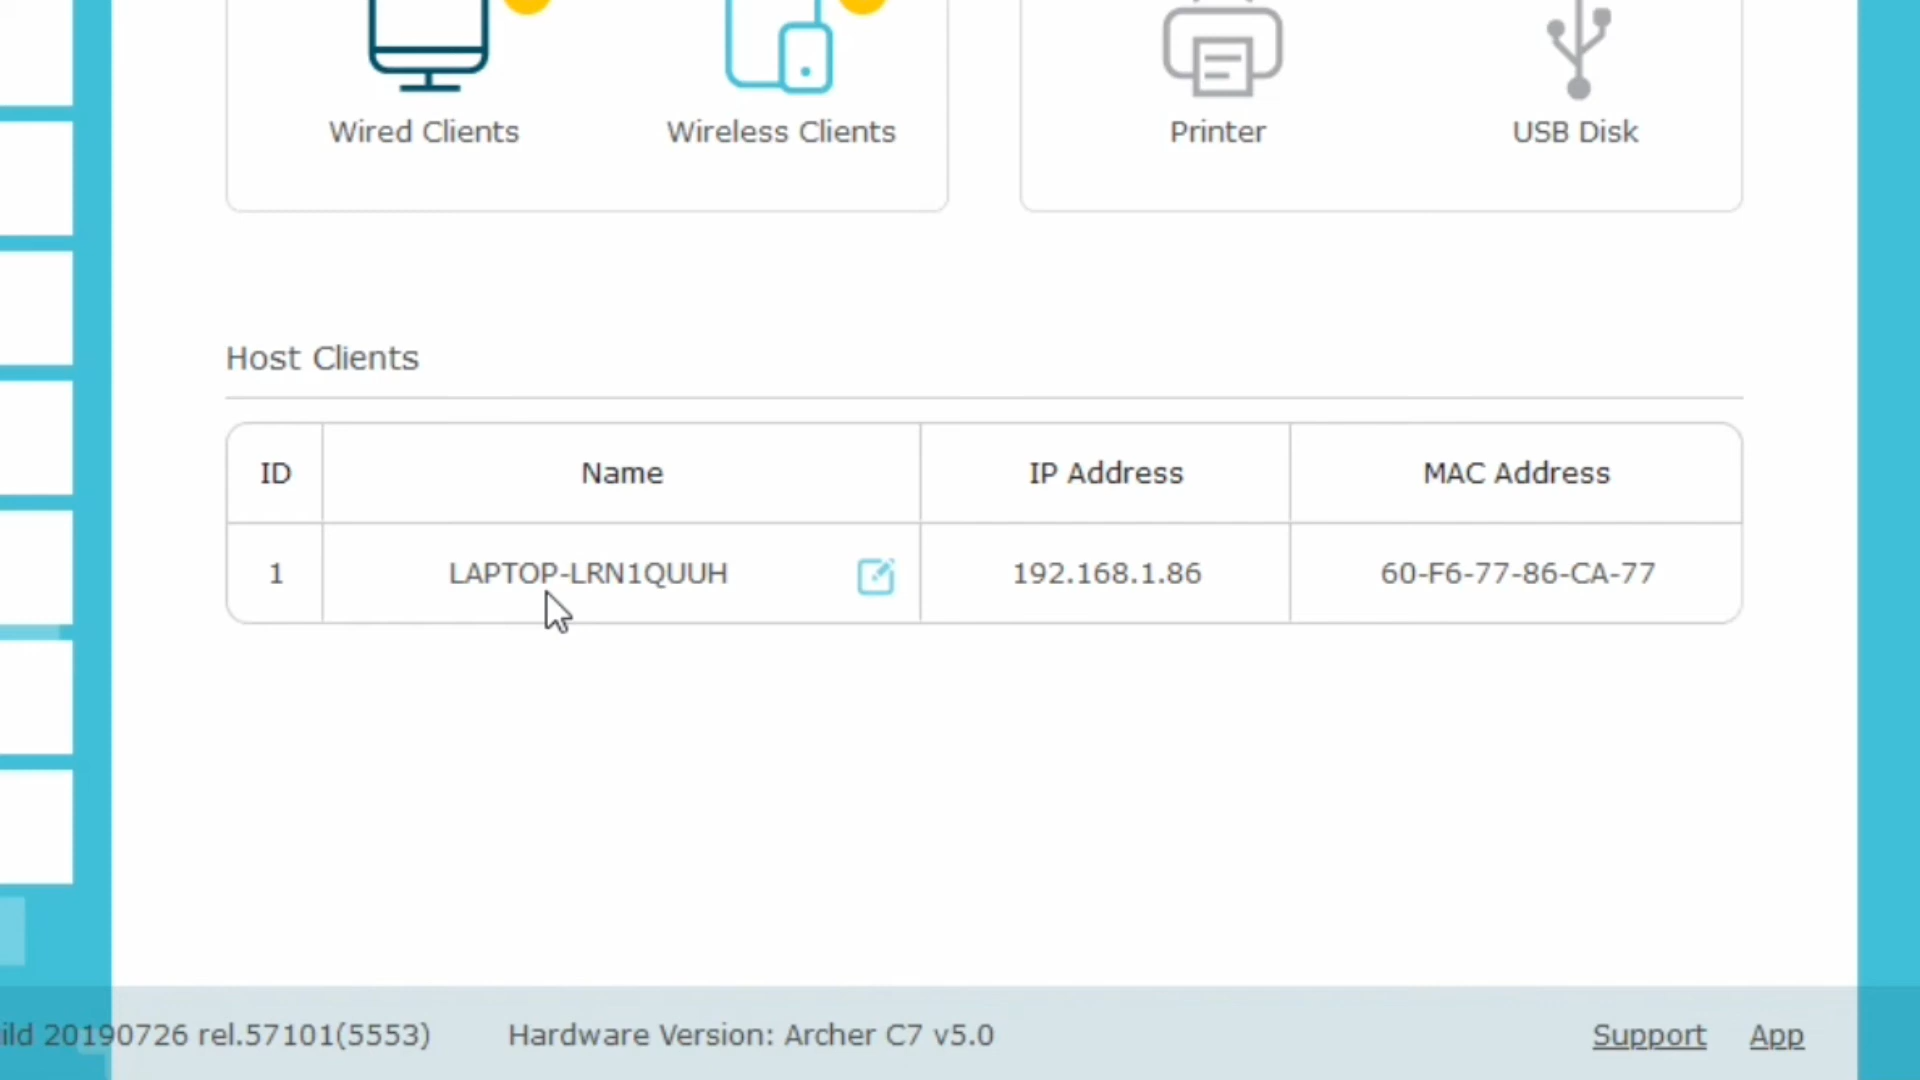 Wired Clients
Wireless Clients
Printer
USB Disk
Host Clients
ID Name IP Address MAC Address
1 LAPTOP-LRN1QUUH 192.168.1.86 60-F6-77-86-CA-77
20190726 rel.57101(5553) Hardware Version: Archer C7 v5.0 Support App